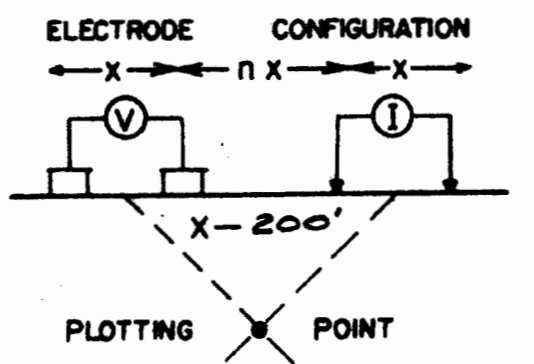 ELECTRODE CONFIGURATION
X n X X
V I
X - 200'
PLOTTING POINT